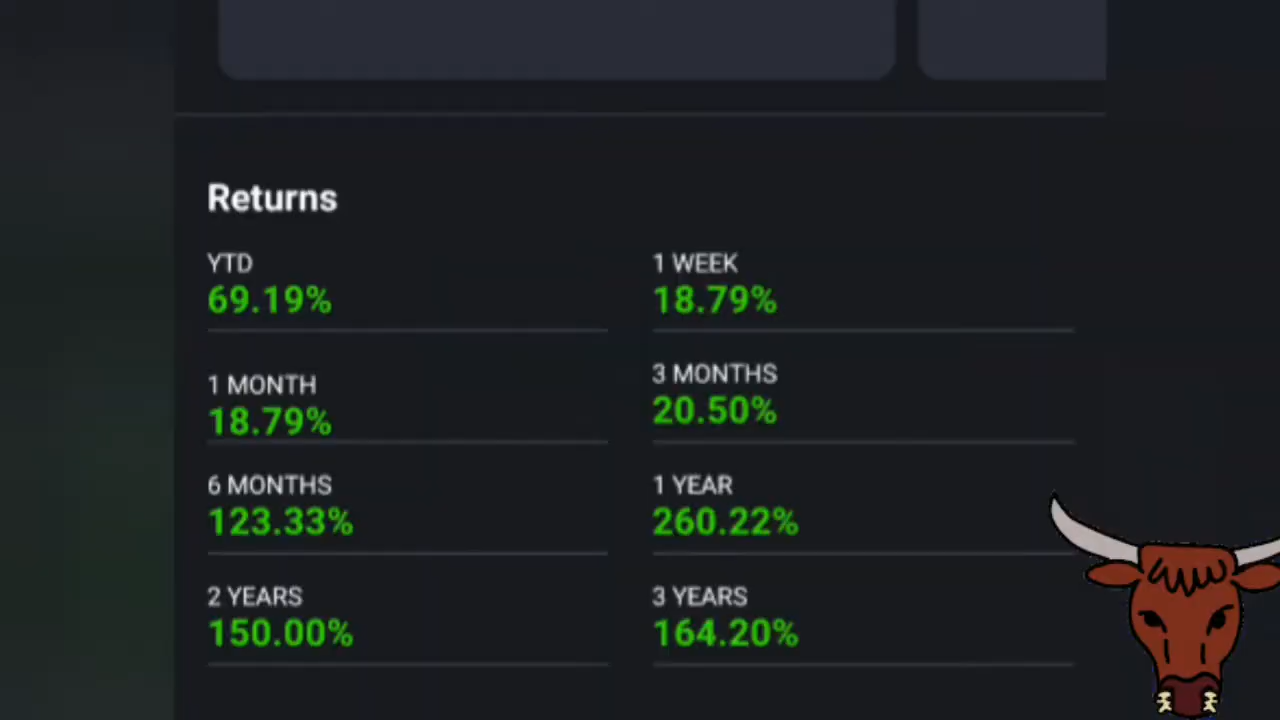 Returns
YTD
69.19%
1 WEEK
18.79%
1 MONTH
18.79%
3 MONTHS
20.50%
6 MONTHS
123.33%
1 YEAR
260.22%
2 YEARS
150.00%
3 YEARS
164.20%